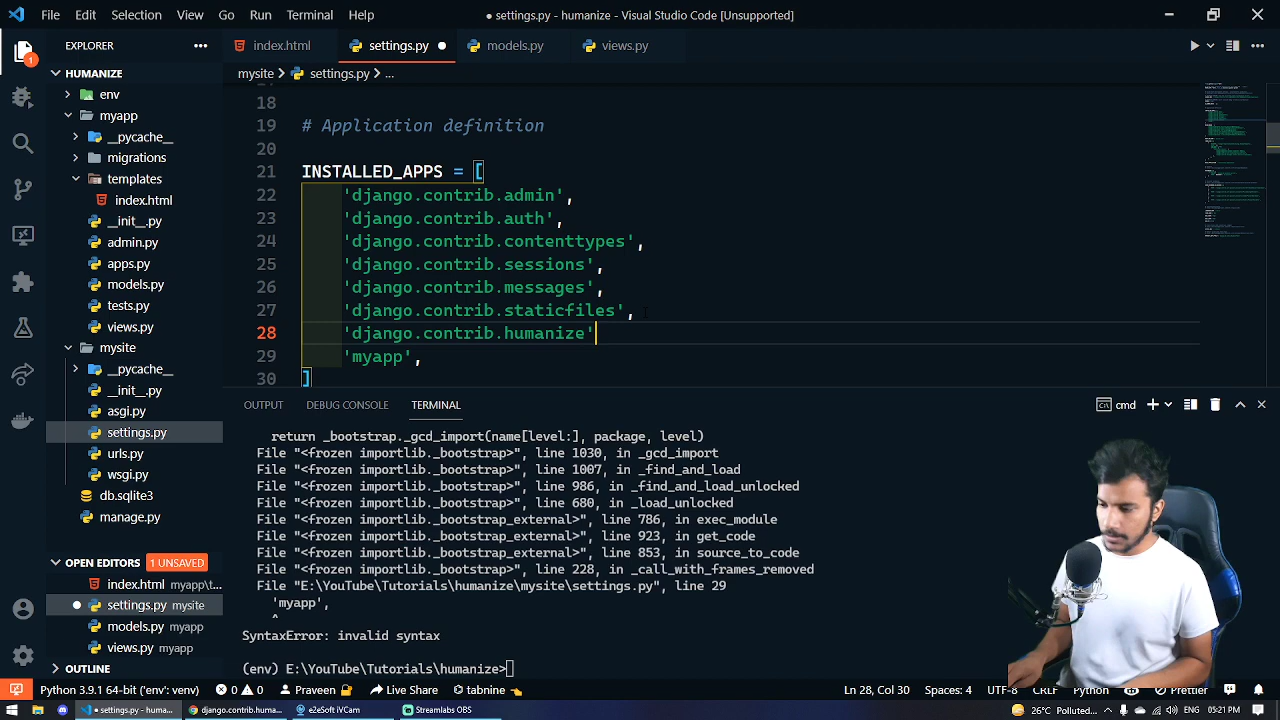 File Edit Selection View Go Run Terminal Help
● settings.py - humanize - Visual Studio Code [Unsupported]
EXPLORER
index.html
settings.py
models.py
views.py
HUMANIZE
mysite > settings.py > ...
env
myapp
__pycache__
migrations
templates
index.html
__init__.py
admin.py
apps.py
models.py
tests.py
views.py
mysite
__pycache__
__init__.py
asgi.py
settings.py
urls.py
wsgi.py
db.sqlite3
manage.py
OPEN EDITORS 1 UNSAVED
index.html myapp\t
settings.py mysite
models.py myapp
views.py myapp
OUTLINE
18
19 # Application definition
20
21 INSTALLED_APPS = [
22 'django.contrib.admin',
23 'django.contrib.auth',
24 'django.contrib.contenttypes',
25 'django.contrib.sessions',
26 'django.contrib.messages',
27 'django.contrib.staticfiles',
28 'django.contrib.humanize'
29 'myapp',
30 ]
OUTPUT DEBUG CONSOLE TERMINAL
cmd
return _bootstrap._gcd_import(name[level:], package, level)
File "<frozen importlib._bootstrap>", line 1030, in _gcd_import
File "<frozen importlib._bootstrap>", line 1007, in _find_and_load
File "<frozen importlib._bootstrap>", line 986, in _find_and_load_unlocked
File "<frozen importlib._bootstrap>", line 680, in _load_unlocked
File "<frozen importlib._bootstrap_external>", line 786, in exec_module
File "<frozen importlib._bootstrap_external>", line 923, in get_code
File "<frozen importlib._bootstrap_external>", line 853, in source_to_code
File "<frozen importlib._bootstrap>", line 228, in _call_with_frames_removed
File "E:\YouTube\Tutorials\humanize\mysite\settings.py", line 29
'myapp',
^
SyntaxError: invalid syntax
(env) E:\YouTube\Tutorials\humanize>
Python 3.9.1 64-bit ('env': venv) 0 0 Praveen Live Share tabnine Ln 28, Col 30 Spaces: 4 UTF-8 CRLF Python Prettier
settings.py - huma... django.contrib.huma... e2eSoft iVCam Streamlabs OBS 26°C Polluted ... 05:21 PM